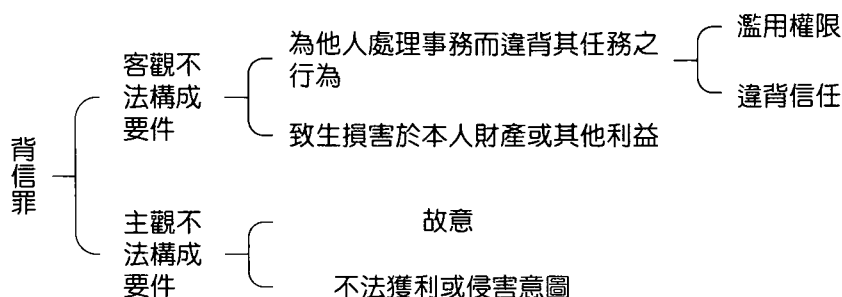 背信罪
客觀不
法構成
要件
為他人處理事務而違背其任務之
行為
濫用權限
違背信任
致生損害於本人財產或其他利益
主觀不
法構成
要件
故意
不法獲利或侵害意圖